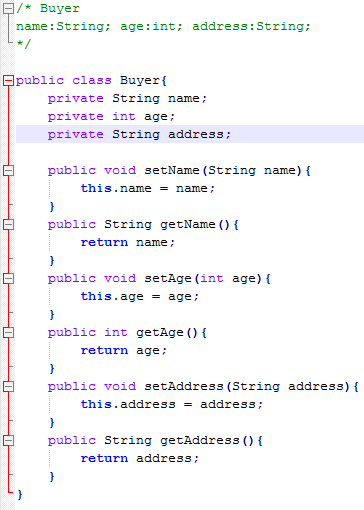 /* Buyer
name:String; age:int; address:String;
*/
public class Buyer{
private String name;
private int age;
private String address;
public void setName(String name){
this.name = name;
}
public String getName(){
return name;
}
public void setAge(int age){
this.age = age;
}
public int getAge(){
return age;
}
public void setAddress(String address){
this.address = address;
}
public String getAddress(){
return address;
}
}